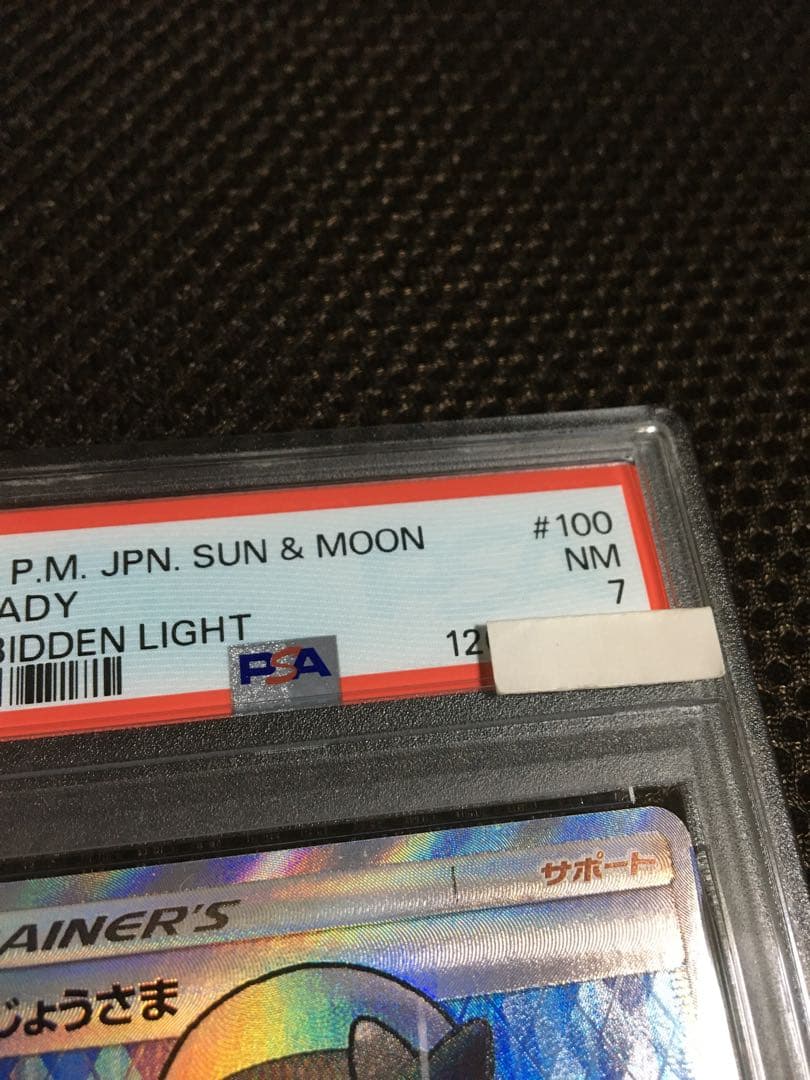 P.M. JPN. SUN & MOON #100
ADY NM
BIDDEN LIGHT 7
PSA 12
サポート
AINER'S
じょうさま